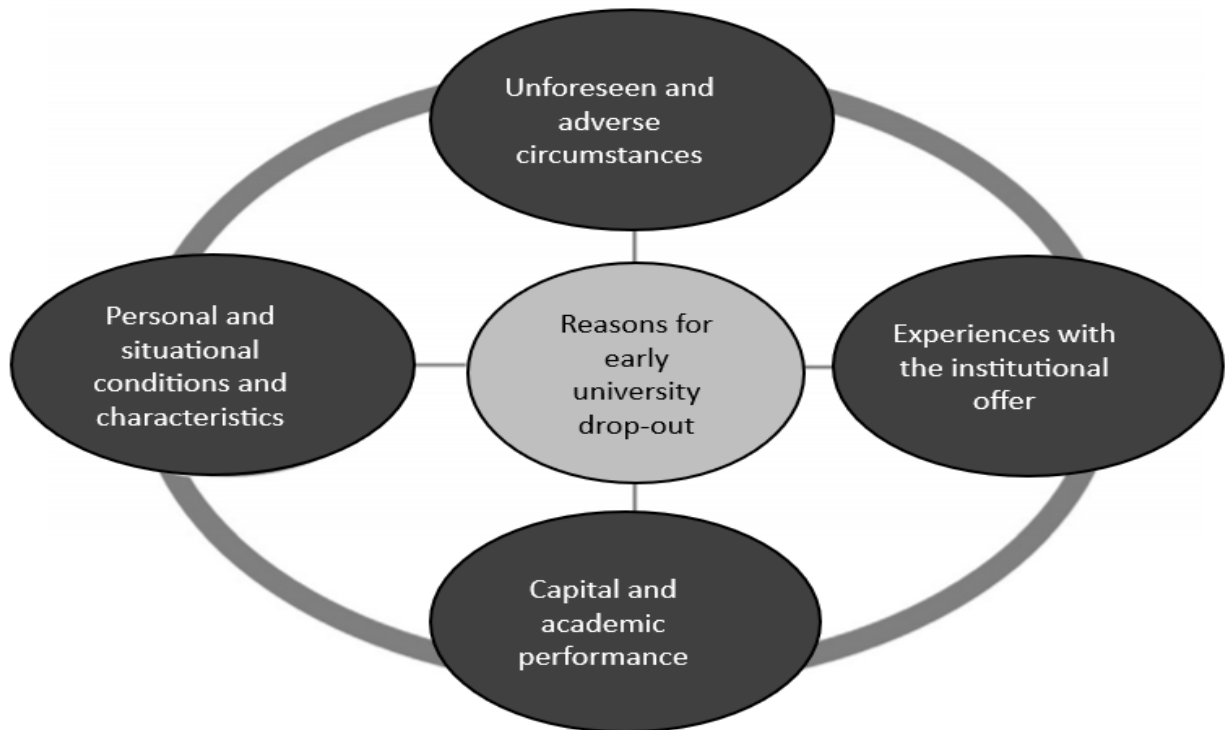 Unforeseen and
adverse
circumstances
Personal and
situational
conditions and
characteristics
Reasons for
early
university
drop-out
Experiences with
the institutional
offer
Capital and
academic
performance